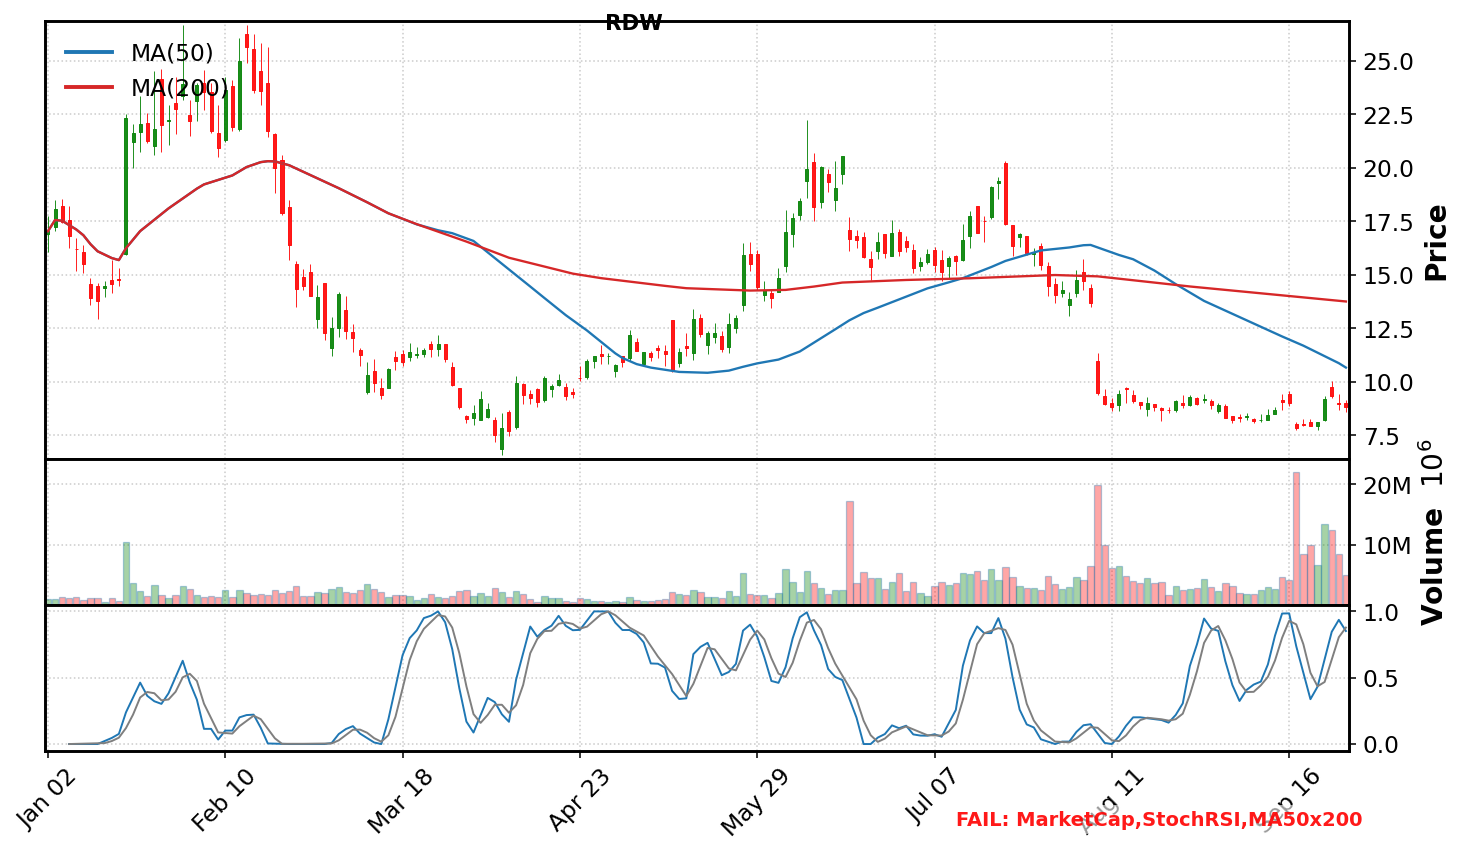 RDW
MA(50)
MA(200)
25.0
22.5
20.0
17.5
15.0
12.5
10.0
7.5
Price
20M
10M
Volume 10^6
1.0
0.5
0.0
Jan 02
Feb 10
Mar 18
Apr 23
May 29
Jul 07
Aug 11
Sep 16
FAIL: MarketCap,StochRSI,MA50x200